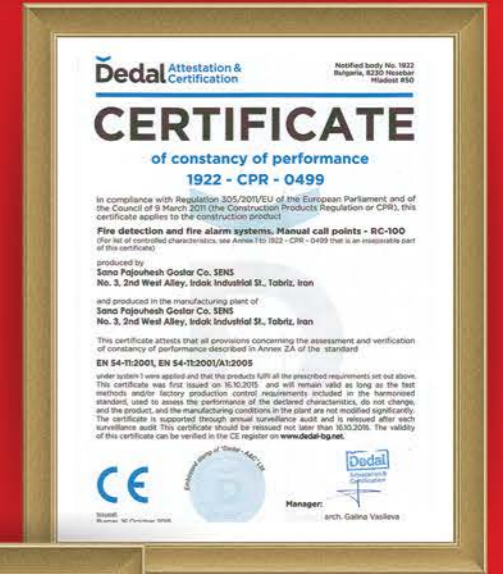 Dedal Attestation &
Certification
Notified body No. 1922
Bulgaria, 8230 Nesebar
Mladost #50
CERTIFICATE
of constancy of performance
1922 - CPR - 0499
In compliance with Regulation 305/2011/EU of the European Parliament and of
the Council of 9 March 2011 (the Construction Products Regulation or CPR), this
certificate applies to the construction product
Fire detection and fire alarm systems. Manual call points - RC-100
(For list of controlled characteristics, see Annex 1 to 1922 - CPR - 0499 that is an inseparable part
of this certificate)
produced by
Sana Pajouhesh Gostar Co. SENS
No. 3, 2nd West Alley, Irdak Industrial St., Tabriz, Iran
and produced in the manufacturing plant of
Sana Pajouhesh Gostar Co. SENS
No. 3, 2nd West Alley, Irdak Industrial St., Tabriz, Iran
This certificate attests that all provisions concerning the assessment and verification
of constancy of performance described in Annex ZA of the standard
EN 54-11:2001, EN 54-11:2001/A1:2005
under system 1 were applied and that the products fulfil all the prescribed requirements set out above.
This certificate was first issued on 16.10.2015 and will remain valid as long as the test
methods and/or factory production control requirements included in the harmonised
standard, used to assess the performance of the declared characteristics, do not change,
and the product, and the manufacturing conditions in the plant are not modified significantly.
The certificate is supported through annual surveillance audit and is reissued after each
surveillance audit This certificate should be reissued not later than 16.10.2016. The validity
of this certificate can be verified in the CE register on www.dedal-bg.net.
CE
Embossed stamp of "Dedal - A&C" Ltd
Dedal
Attestation &
Certification
Manager:
arch. Galina Vasileva
Issued: